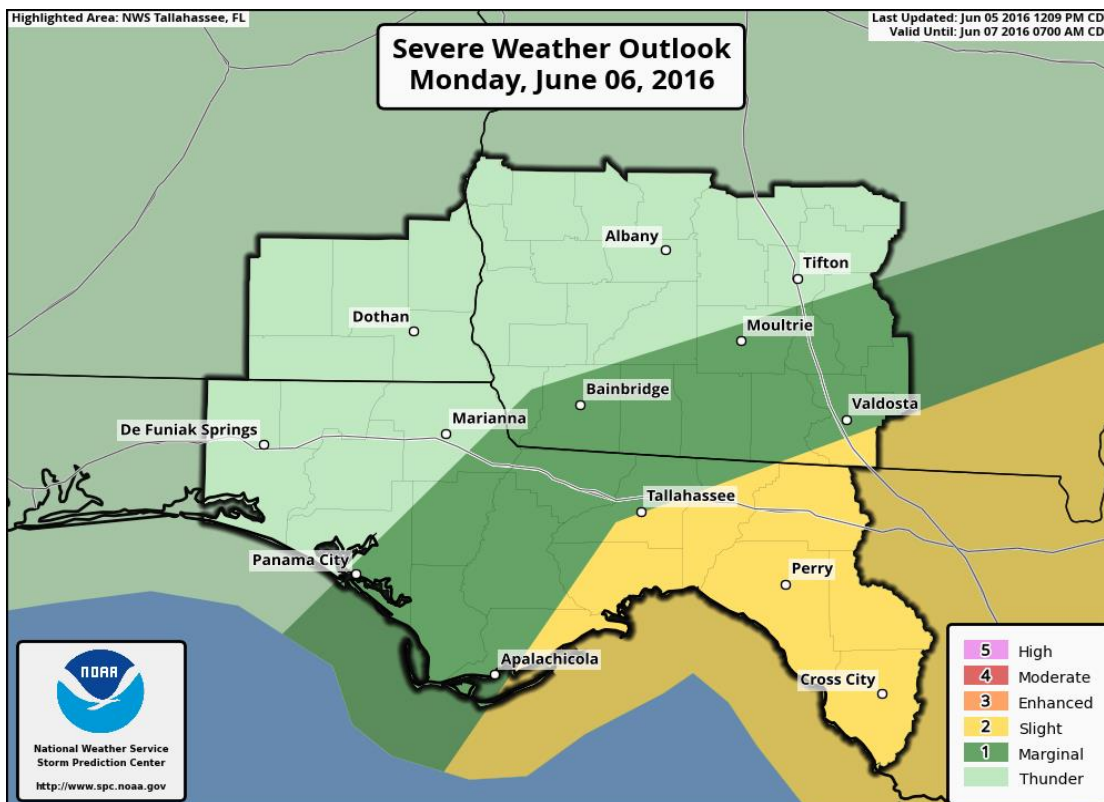 Highlighted Area: NWS Tallahassee, FL
Last Updated: Jun 05 2016 1209 PM CD
Valid Until: Jun 07 2016 0700 AM CD
Severe Weather Outlook
Monday, June 06, 2016
Albany
Tifton
Dothan
Moultrie
Bainbridge
Valdosta
Marianna
De Funiak Springs
Tallahassee
Panama City
Perry
Apalachicola
Cross City
NOAA
National Weather Service
Storm Prediction Center
http://www.spc.noaa.gov
5 High
4 Moderate
3 Enhanced
2 Slight
1 Marginal
Thunder